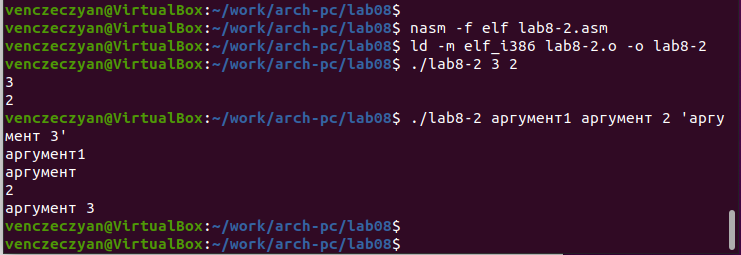 venczeczyan@VirtualBox:~/work/arch-pc/lab08$
venczeczyan@VirtualBox:~/work/arch-pc/lab08$ nasm -f elf lab8-2.asm
venczeczyan@VirtualBox:~/work/arch-pc/lab08$ ld -m elf_i386 lab8-2.o -o lab8-2
venczeczyan@VirtualBox:~/work/arch-pc/lab08$ ./lab8-2 3 2
3
2
venczeczyan@VirtualBox:~/work/arch-pc/lab08$ ./lab8-2 аргумент1 аргумент 2 'аргу
мент 3'
аргумент1
аргумент
2
аргумент 3
venczeczyan@VirtualBox:~/work/arch-pc/lab08$
venczeczyan@VirtualBox:~/work/arch-pc/lab08$